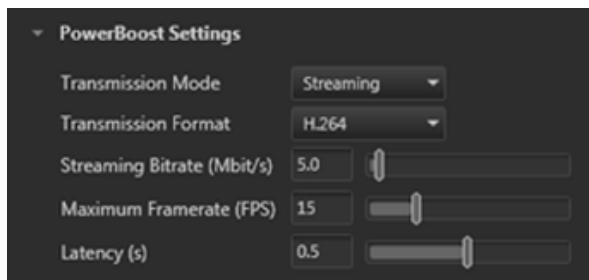 PowerBoost Settings
Transmission Mode Streaming
Transmission Format H.264
Streaming Bitrate (Mbit/s) 5.0
Maximum Framerate (FPS) 15
Latency (s) 0.5